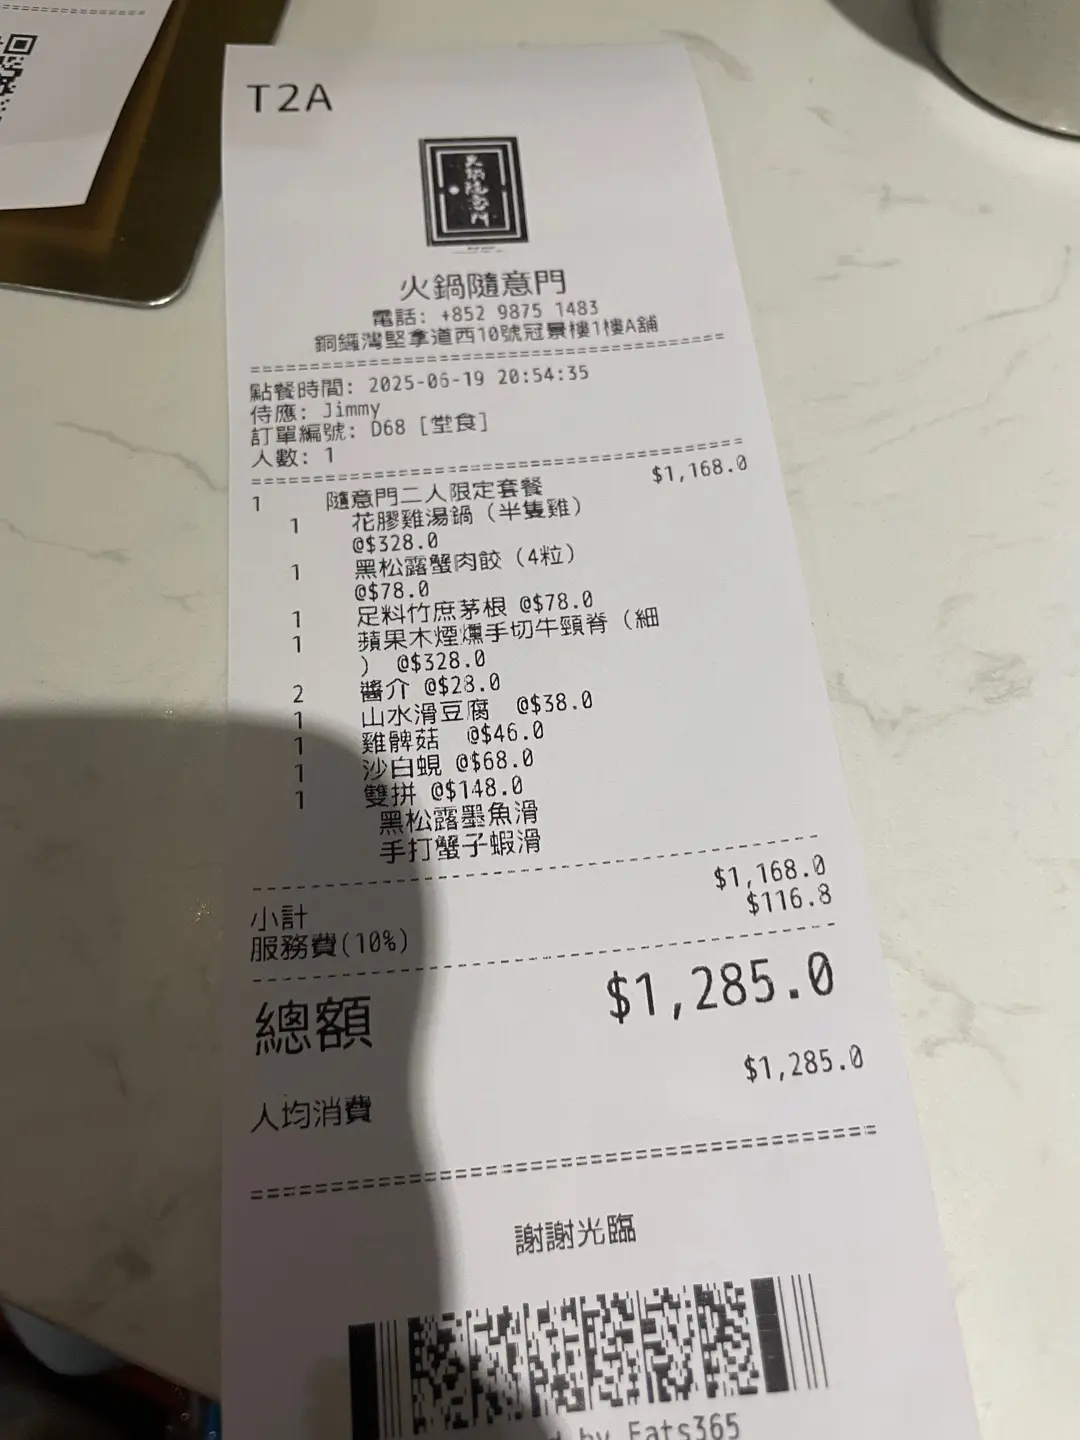 T2A
火鍋隨意門
火鍋隨意門
電話: +852 9875 1483
銅鑼灣堅拿道西10號冠景樓1樓A舖
點餐時間: 2025-06-19 20:54:35
侍應: Jimmy
訂單編號: D68 [堂食]
人數: 1
1 隨意門二人限定套餐 $1,168.0
1 花膠雞湯鍋（半隻雞）
@$328.0
1 黑松露蟹肉餃（4粒）
@$78.0
1 足料竹庶茅根 @$78.0
1 蘋果木煙燻手切牛頸脊（細
） @$328.0
2 醬介 @$28.0
1 山水滑豆腐 @$38.0
1 雞髀菇 @$46.0
1 沙白蜆 @$68.0
1 雙拼 @$148.0
黑松露墨魚滑
手打蟹子蝦滑
小計 $1,168.0
服務費(10%) $116.8
總額 $1,285.0
人均消費 $1,285.0
謝謝光臨
by Eats365